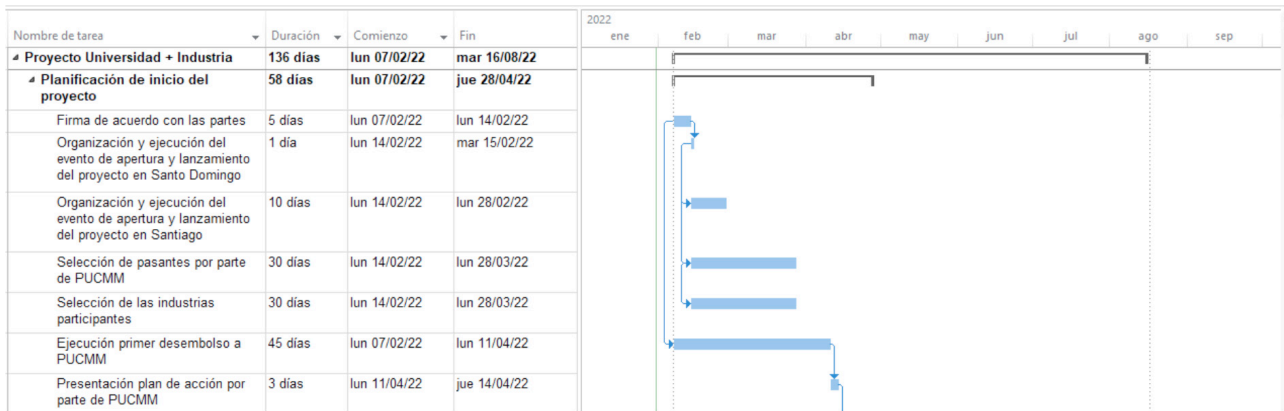 2022
Nombre de tarea Duración Comienzo Fin ene feb mar abr may jun jul ago sep
Proyecto Universidad + Industria 136 días lun 07/02/22 mar 16/08/22
Planificación de inicio del 58 días lun 07/02/22 jue 28/04/22
proyecto
Firma de acuerdo con las partes 5 días lun 07/02/22 lun 14/02/22
Organización y ejecución del 1 día lun 14/02/22 mar 15/02/22
evento de apertura y lanzamiento
del proyecto en Santo Domingo
Organización y ejecución del 10 días lun 14/02/22 lun 28/02/22
evento de apertura y lanzamiento
del proyecto en Santiago
Selección de pasantes por parte 30 días lun 14/02/22 lun 28/03/22
de PUCMM
Selección de las industrias 30 días lun 14/02/22 lun 28/03/22
participantes
Ejecución primer desembolso a 45 días lun 07/02/22 lun 11/04/22
PUCMM
Presentación plan de acción por 3 días lun 11/04/22 jue 14/04/22
parte de PUCMM